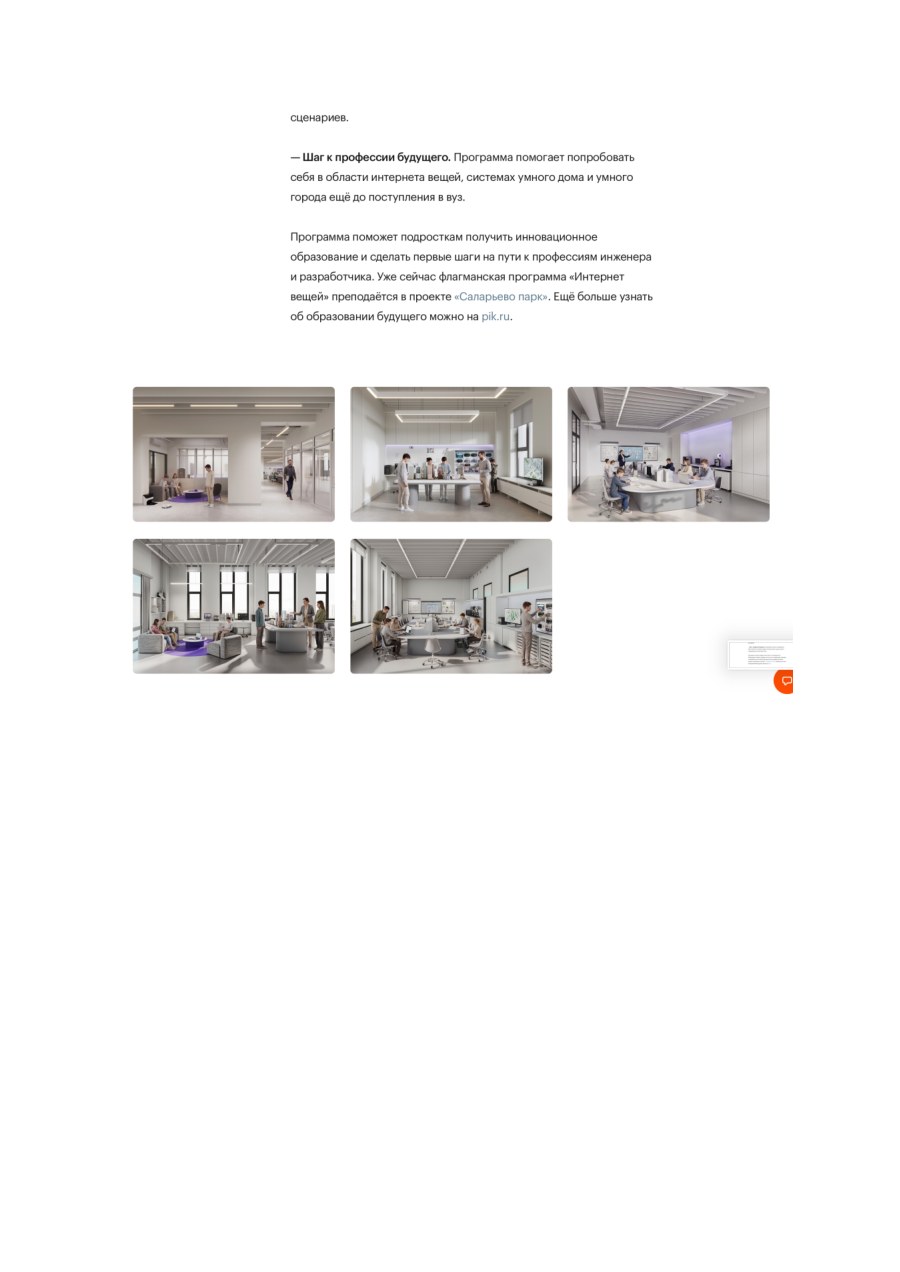 сценариев.
— Шаг к профессии будущего. Программа помогает попробовать
себя в области интернета вещей, системах умного дома и умного
города ещё до поступления в вуз.
Программа поможет подросткам получить инновационное
образование и сделать первые шаги на пути к профессиям инженера
и разработчика. Уже сейчас флагманская программа «Интернет
вещей» преподаётся в проекте «Саларьево парк». Ещё больше узнать
об образовании будущего можно на pik.ru.